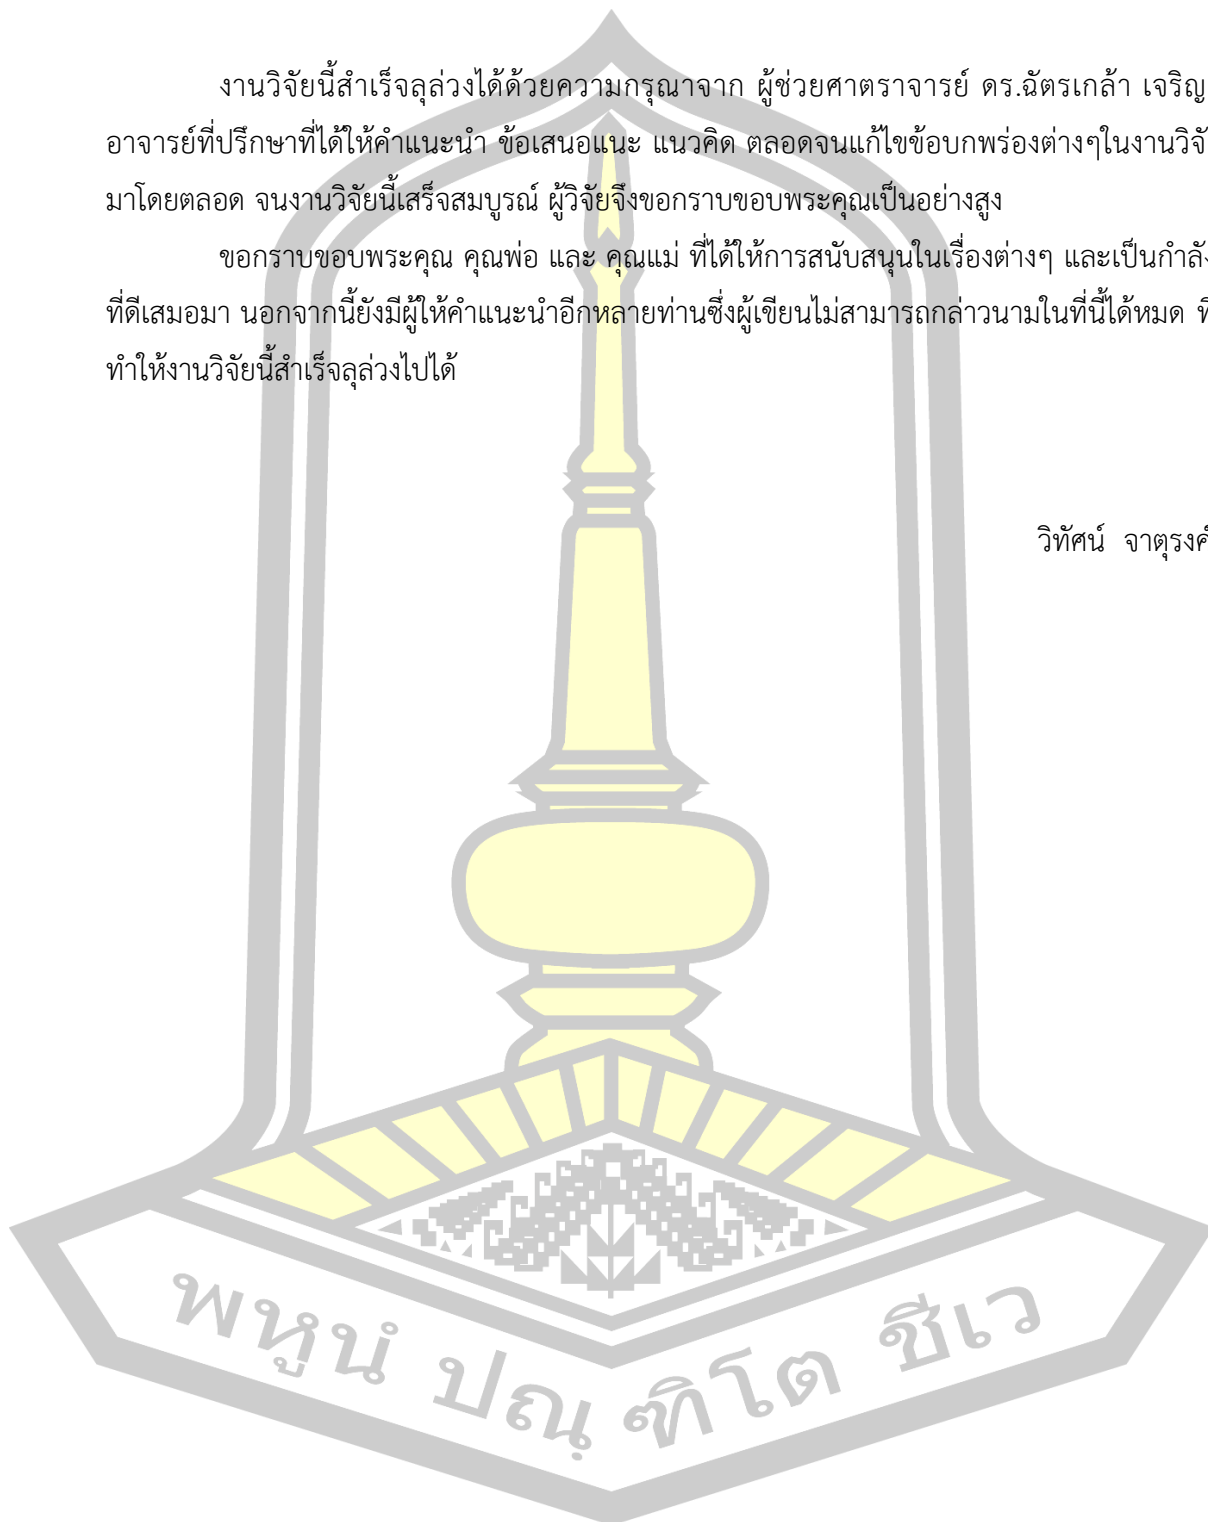 งานวิจัยนี้สำเร็จลุล่วงได้ด้วยความกรุณาจาก ผู้ช่วยศาตราจารย์ ดร.ฉัตรเกล้า เจริญ
อาจารย์ที่ปรึกษาที่ได้ให้คำแนะนำ ข้อเสนอแนะ แนวคิด ตลอดจนแก้ไขข้อบกพร่องต่างๆในงานวิจั
มาโดยตลอด จนงานวิจัยนี้เสร็จสมบูรณ์ ผู้วิจัยจึงขอกราบขอบพระคุณเป็นอย่างสูง
ขอกราบขอบพระคุณ คุณพ่อ และ คุณแม่ ที่ได้ให้การสนับสนุนในเรื่องต่างๆ และเป็นกำลัง
ที่ดีเสมอมา นอกจากนี้ยังมีผู้ให้คำแนะนำอีกหลายท่านซึ่งผู้เขียนไม่สามารถกล่าวนามในที่นี้ได้หมด ที
ทำให้งานวิจัยนี้สำเร็จลุล่วงไปได้
วิทัศน์ จาตุรงค์
พหูนํ ปณฺฑิโต ชีเว